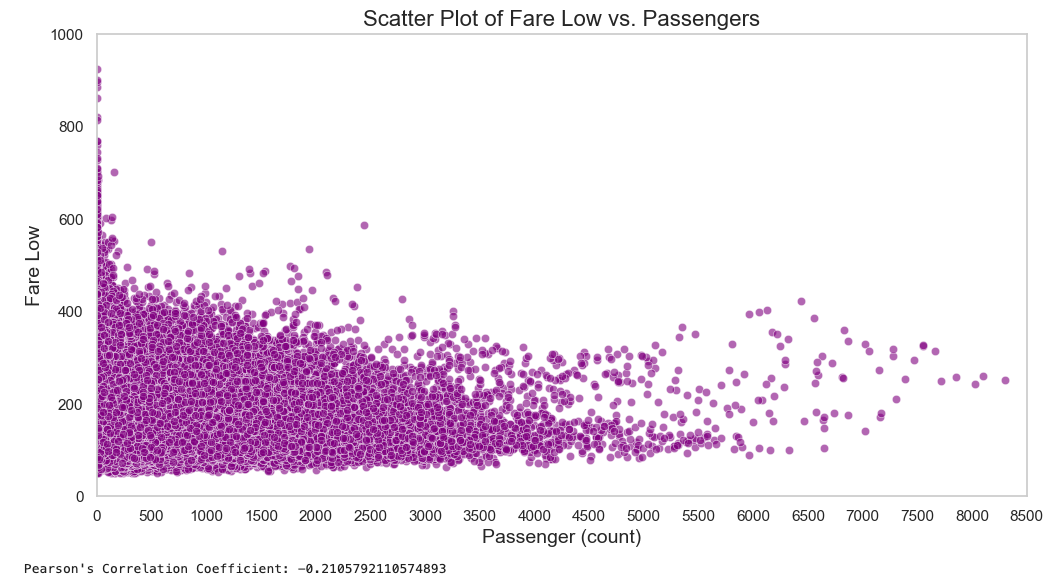 Scatter Plot of Fare Low vs. Passengers
1000
800
600
400
200
0
Fare Low
0 500 1000 1500 2000 2500 3000 3500 4000 4500 5000 5500 6000 6500 7000 7500 8000 8500
Passenger (count)
Pearson's Correlation Coefficient: -0.2105792110574893